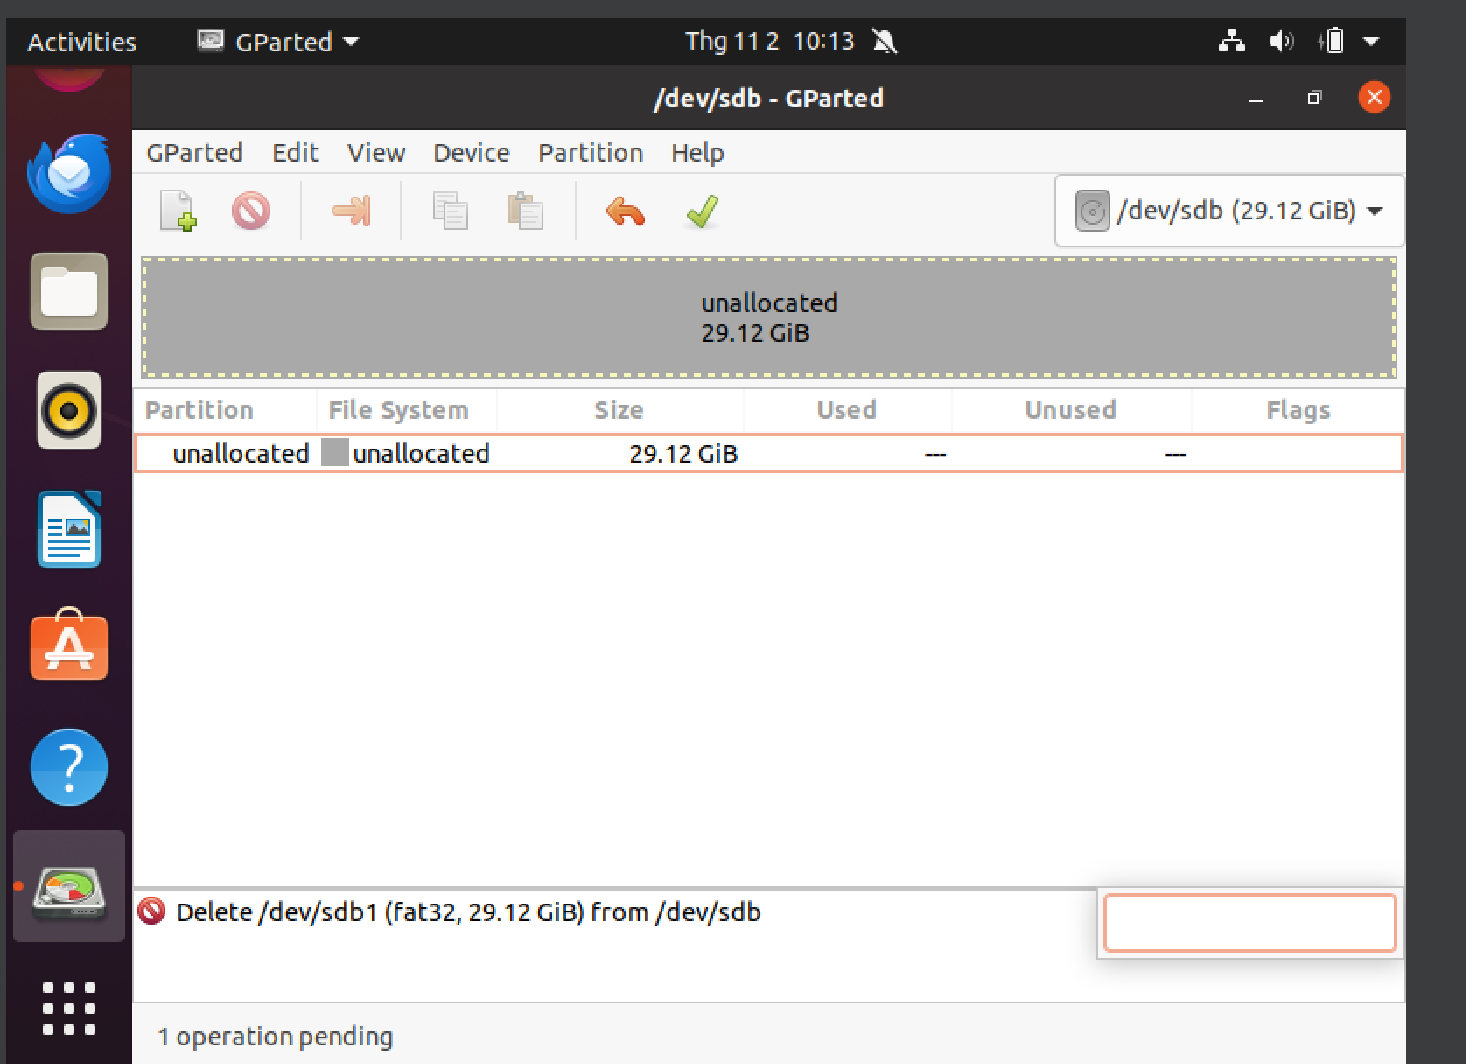 Activities GParted Thg 11 2 10:13
/dev/sdb - GParted
GParted Edit View Device Partition Help
/dev/sdb (29.12 GiB)
unallocated
29.12 GiB
Partition File System Size Used Unused Flags
unallocated unallocated 29.12 GiB --- ---
Delete /dev/sdb1 (fat32, 29.12 GiB) from /dev/sdb
1 operation pending